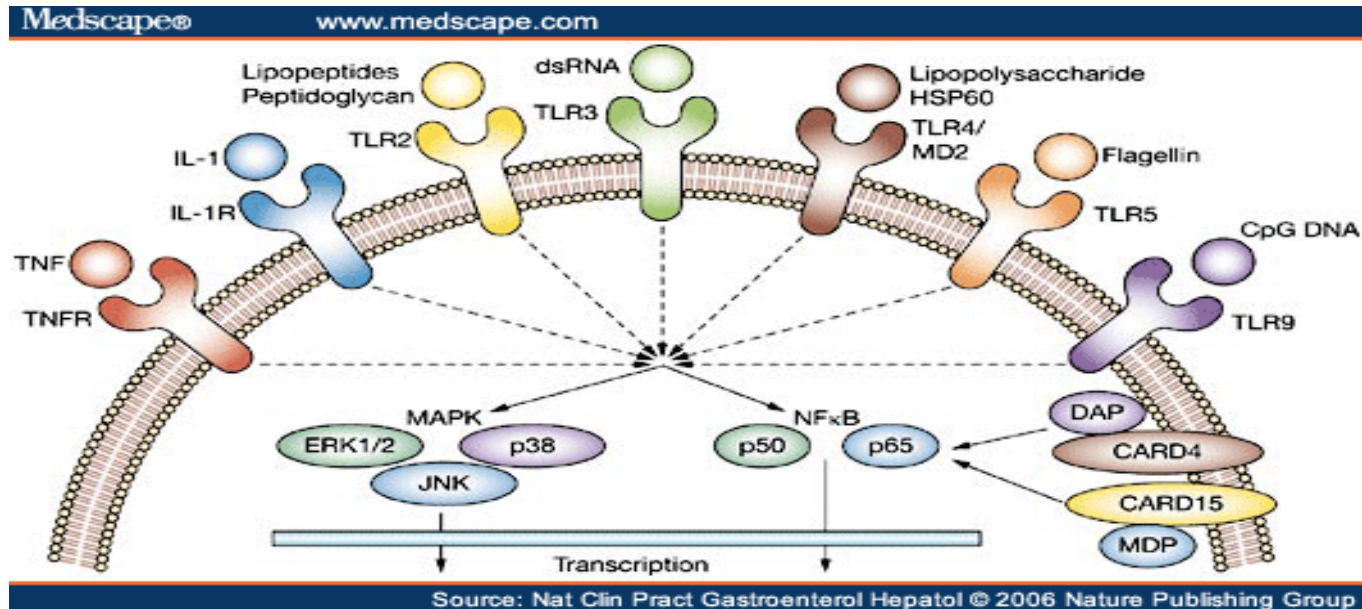 Medscape® www.medscape.com
Lipopeptides
Peptidoglycan
dsRNA
Lipopolysaccharide
HSP60
TLR2
TLR3
TLR4/
MD2
IL-1
IL-1R
Flagellin
TLR5
TNF
TNFR
CpG DNA
TLR9
MAPK
ERK1/2
p38
JNK
NFκB
p50
p65
DAP
CARD4
CARD15
MDP
Transcription
Source: Nat Clin Pract Gastroenterol Hepatol © 2006 Nature Publishing Group